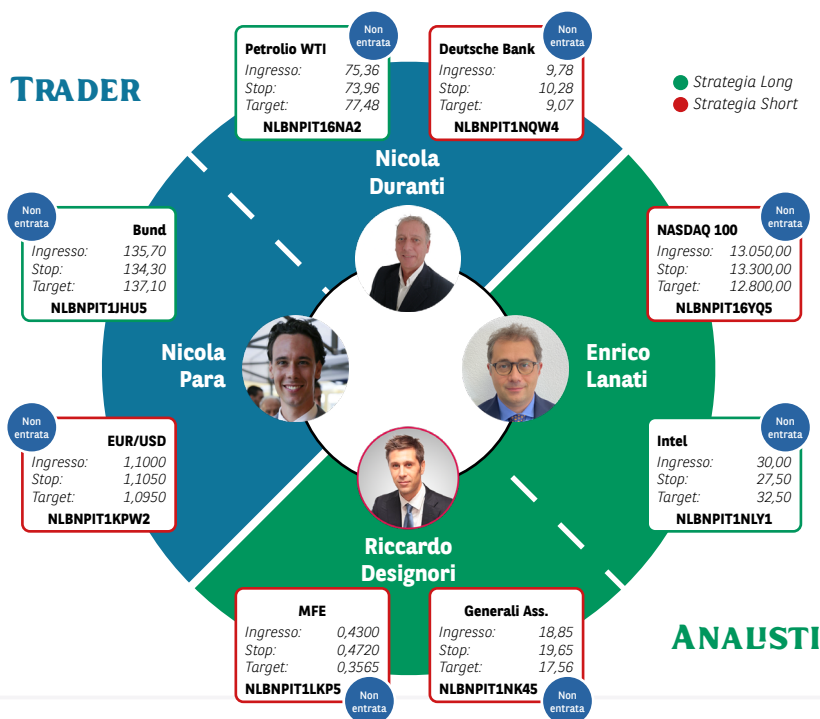 TRADER
Non
entrata
Petrolio WTI
Ingresso: 75,36
Stop: 73,96
Target: 77,48
NLBNPIT16NA2
Non
entrata
Deutsche Bank
Ingresso: 9,78
Stop: 10,28
Target: 9,07
NLBNPIT1NQW4
Strategia Long
Strategia Short
Nicola
Duranti
Non
entrata
Bund
Ingresso: 135,70
Stop: 134,30
Target: 137,10
NLBNPIT1JHU5
Non
entrata
NASDAQ 100
Ingresso: 13.050,00
Stop: 13.300,00
Target: 12.800,00
NLBNPIT16YQ5
Nicola
Para
Enrico
Lanati
Non
entrata
EUR/USD
Ingresso: 1,1000
Stop: 1,1050
Target: 1,0950
NLBNPIT1KPW2
Non
entrata
Intel
Ingresso: 30,00
Stop: 27,50
Target: 32,50
NLBNPIT1NLY1
Riccardo
Designori
MFE
Ingresso: 0,4300
Stop: 0,4720
Target: 0,3565
NLBNPIT1LKP5
Non
entrata
Generali Ass.
Ingresso: 18,85
Stop: 19,65
Target: 17,56
NLBNPIT1NK45
Non
entrata
ANALISTI